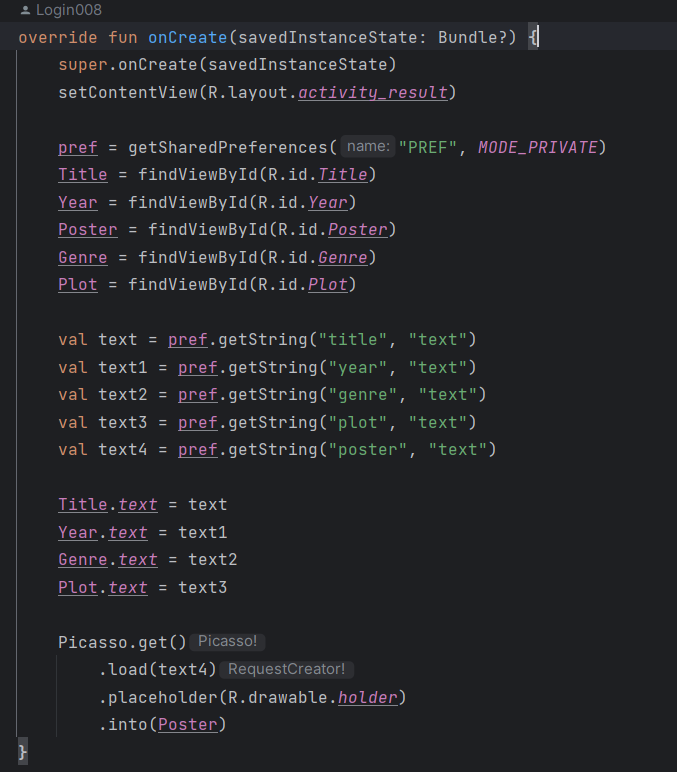 Login008
override fun onCreate(savedInstanceState: Bundle?) {
super.onCreate(savedInstanceState)
setContentView(R.layout.activity_result)
pref = getSharedPreferences( name: "PREF", MODE_PRIVATE)
Title = findViewById(R.id.Title)
Year = findViewById(R.id.Year)
Poster = findViewById(R.id.Poster)
Genre = findViewById(R.id.Genre)
Plot = findViewById(R.id.Plot)
val text = pref.getString("title", "text")
val text1 = pref.getString("year", "text")
val text2 = pref.getString("genre", "text")
val text3 = pref.getString("plot", "text")
val text4 = pref.getString("poster", "text")
Title.text = text
Year.text = text1
Genre.text = text2
Plot.text = text3
Picasso.get() Picasso!
.load(text4) RequestCreator!
.placeholder(R.drawable.holder)
.into(Poster)
}